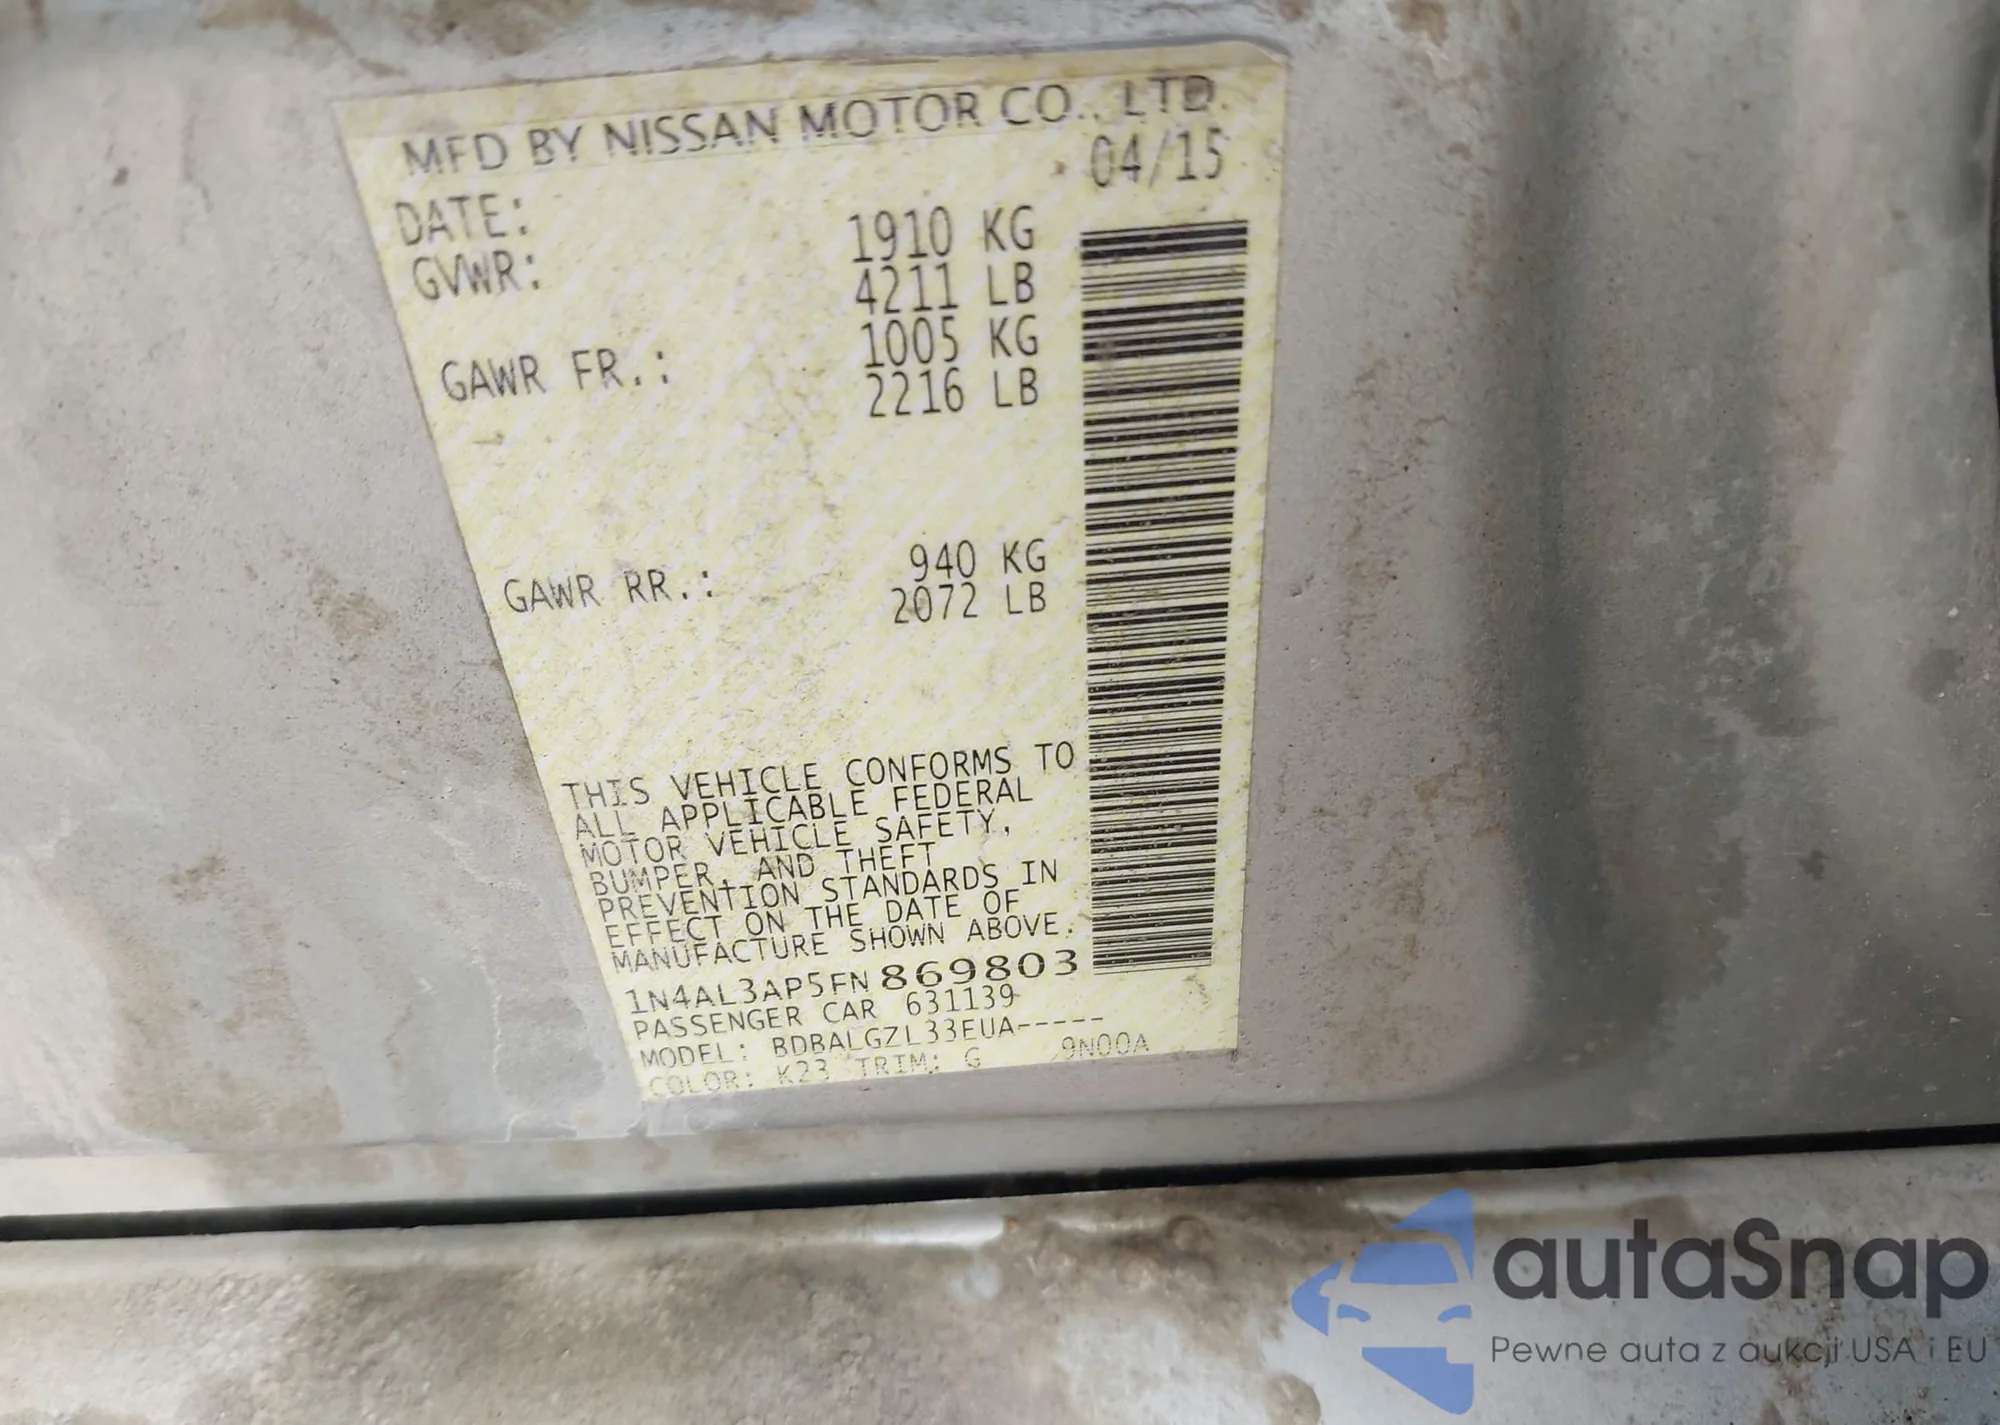 MFD BY NISSAN MOTOR CO., LTD.
DATE: 04/15
GVWR: 1910 KG
4211 LB
GAWR FR.: 1005 KG
2216 LB
GAWR RR.: 940 KG
2072 LB
THIS VEHICLE CONFORMS TO
ALL APPLICABLE FEDERAL
MOTOR VEHICLE SAFETY,
BUMPER, AND THEFT
PREVENTION STANDARDS IN
EFFECT ON THE DATE OF
MANUFACTURE SHOWN ABOVE.
1N4AL3AP5FN869803
PASSENGER CAR 631139
MODEL: BDBALGZL33EUA-----
COLOR: K23 TRIM: G 9N00A
autaSnap
Pewne auta z aukcji USA i EU